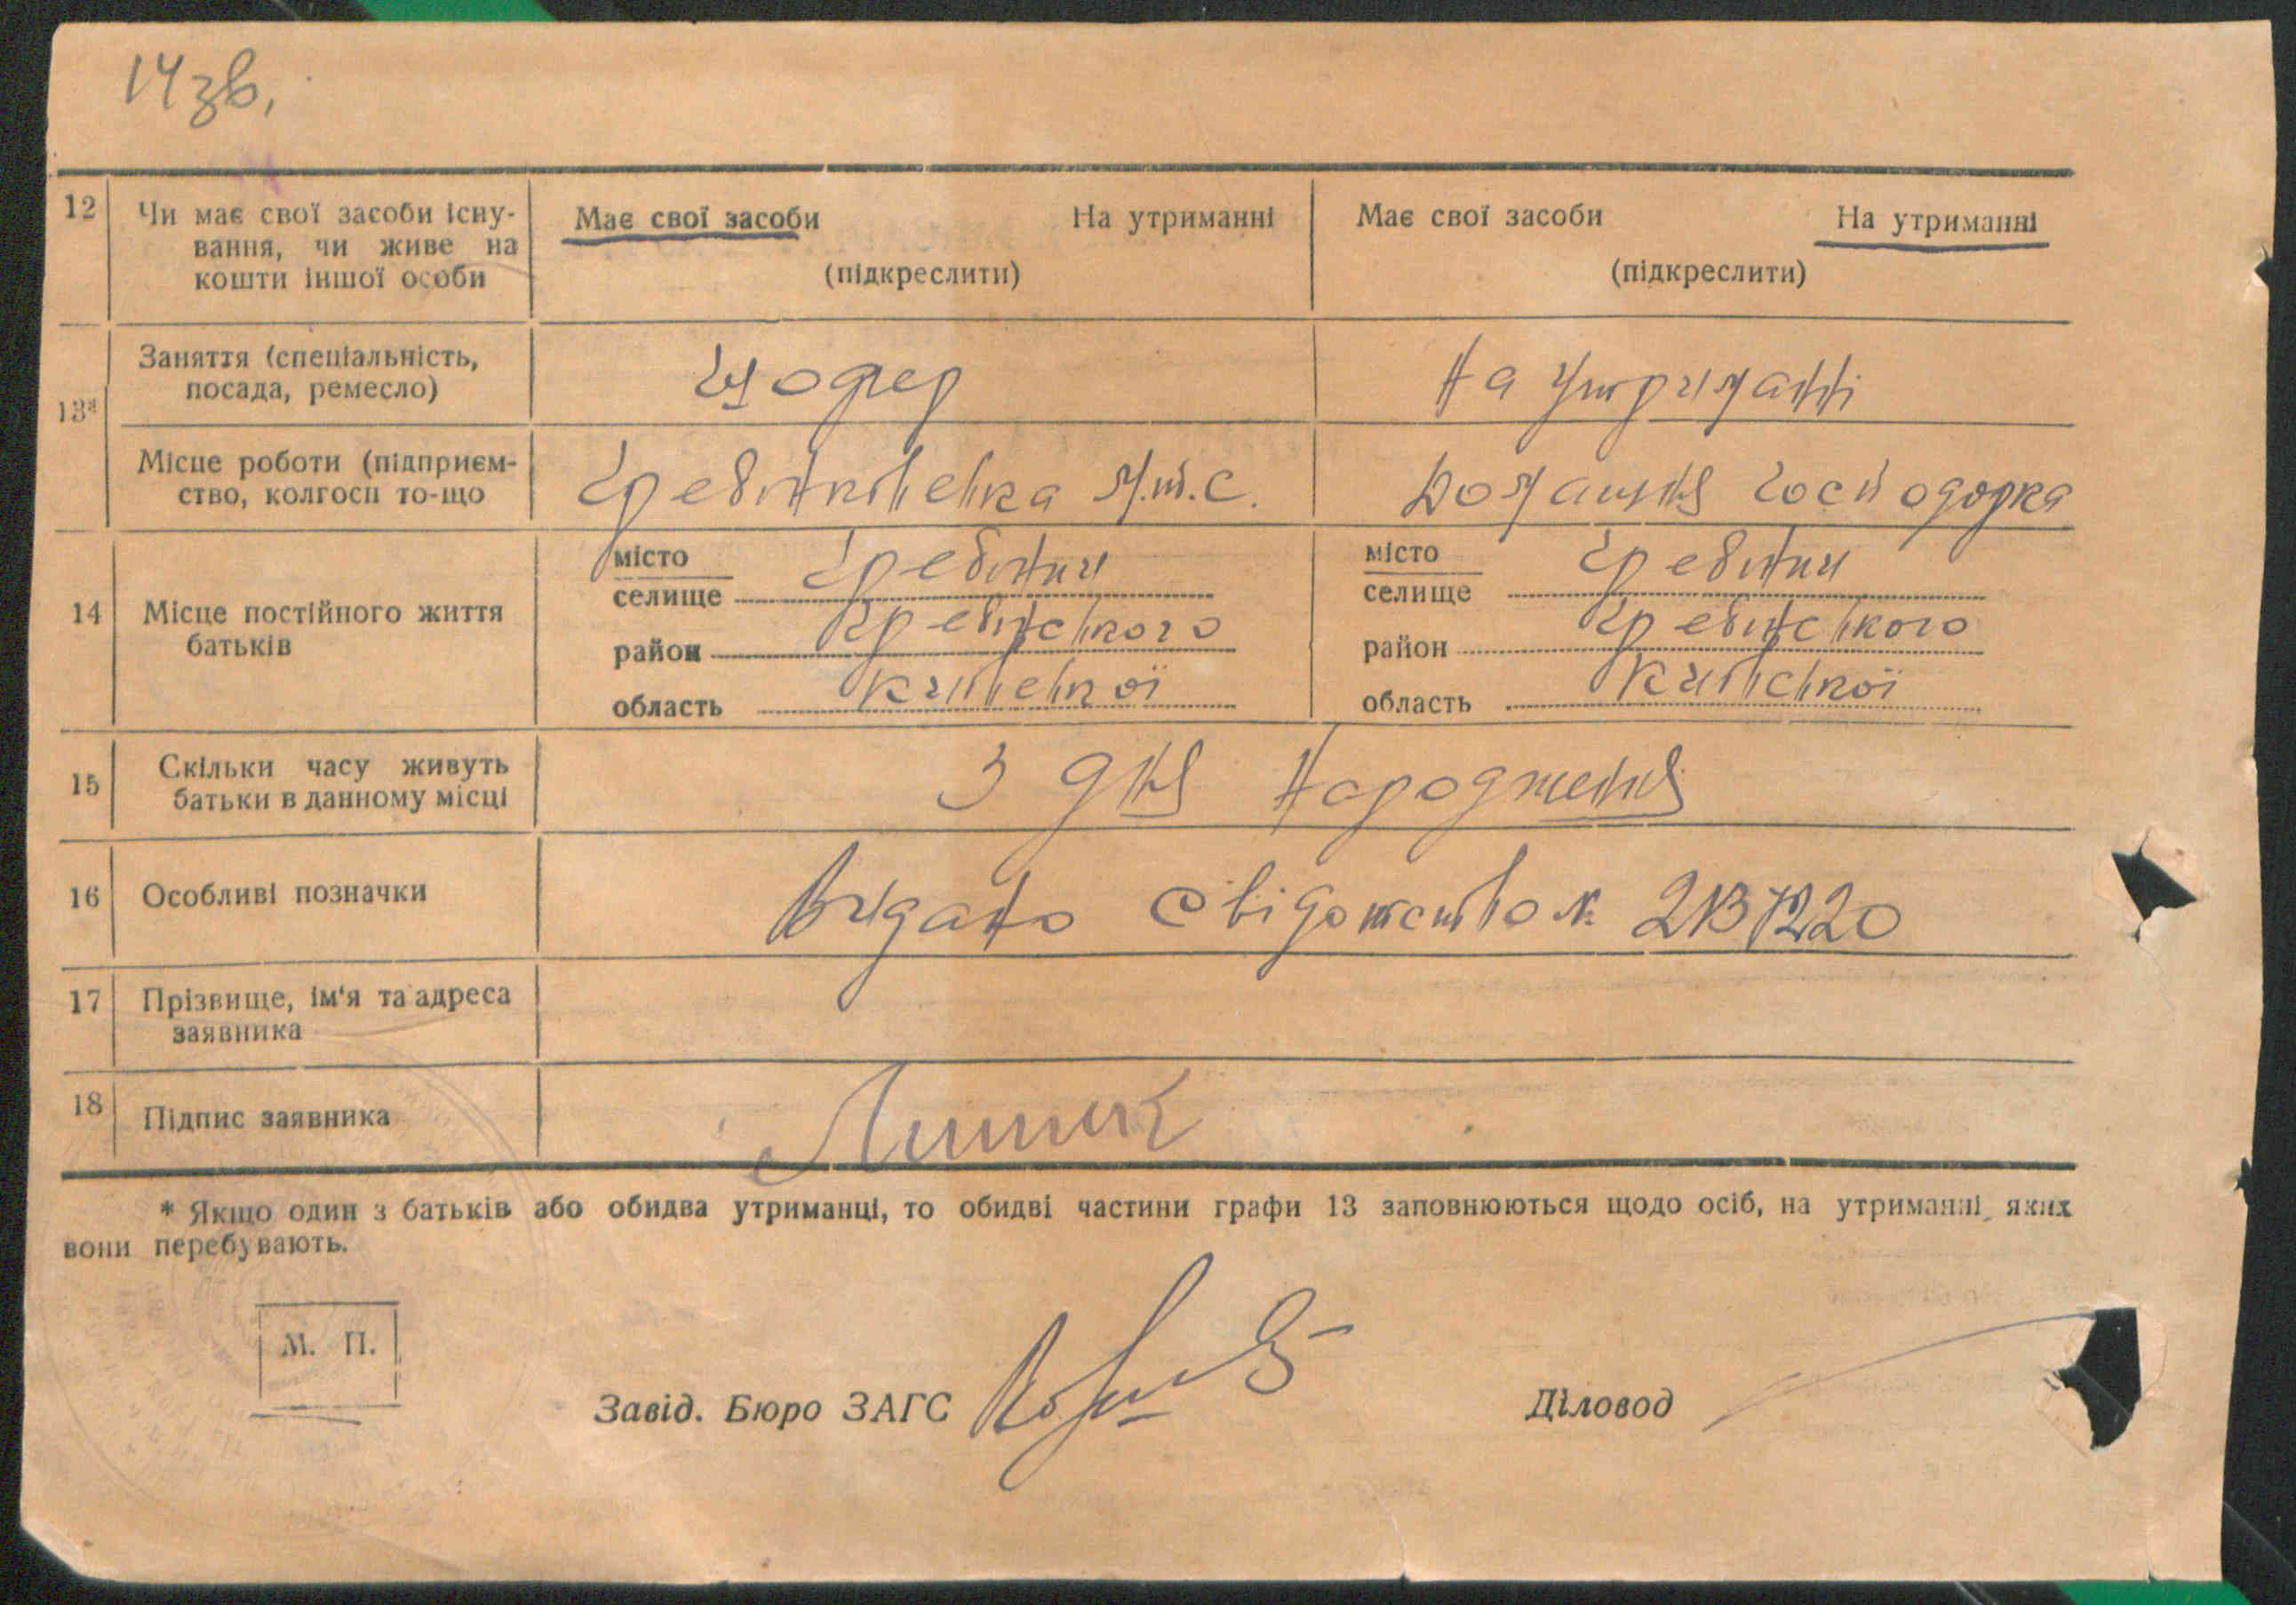 14зв.
12
Чи має свої засоби існу-
вання, чи живе на
кошти іншої особи
Має свої засоби На утриманні
(підкреслити)
Має свої засоби На утриманні
(підкреслити)
13*
Заняття (спеціальність,
посада, ремесло)
Шофер
На утриманні
Місце роботи (підприєм-
ство, колгосп то-що
Гребінківська М.т.с.
Домашня господорка
14
Місце постійного життя
батьків
місто
селище Гребінки
район Гребінського
область Київської
місто
селище Гребінки
район Гребінського
область Київської
15
Скільки часу живуть
батьки в данному місці
З дня народження
16
Особливі позначки
Видано свідожство №
17
Прізвище, ім'я та адреса
заявника
18
Підпис заявника
* Якщо один з батьків або обидва утриманці, то обидві частини графи 13 заповнюються щодо осіб, на утриманні яких
вони перебувають.
М. П.
Завід. Бюро ЗАГС
Діловод